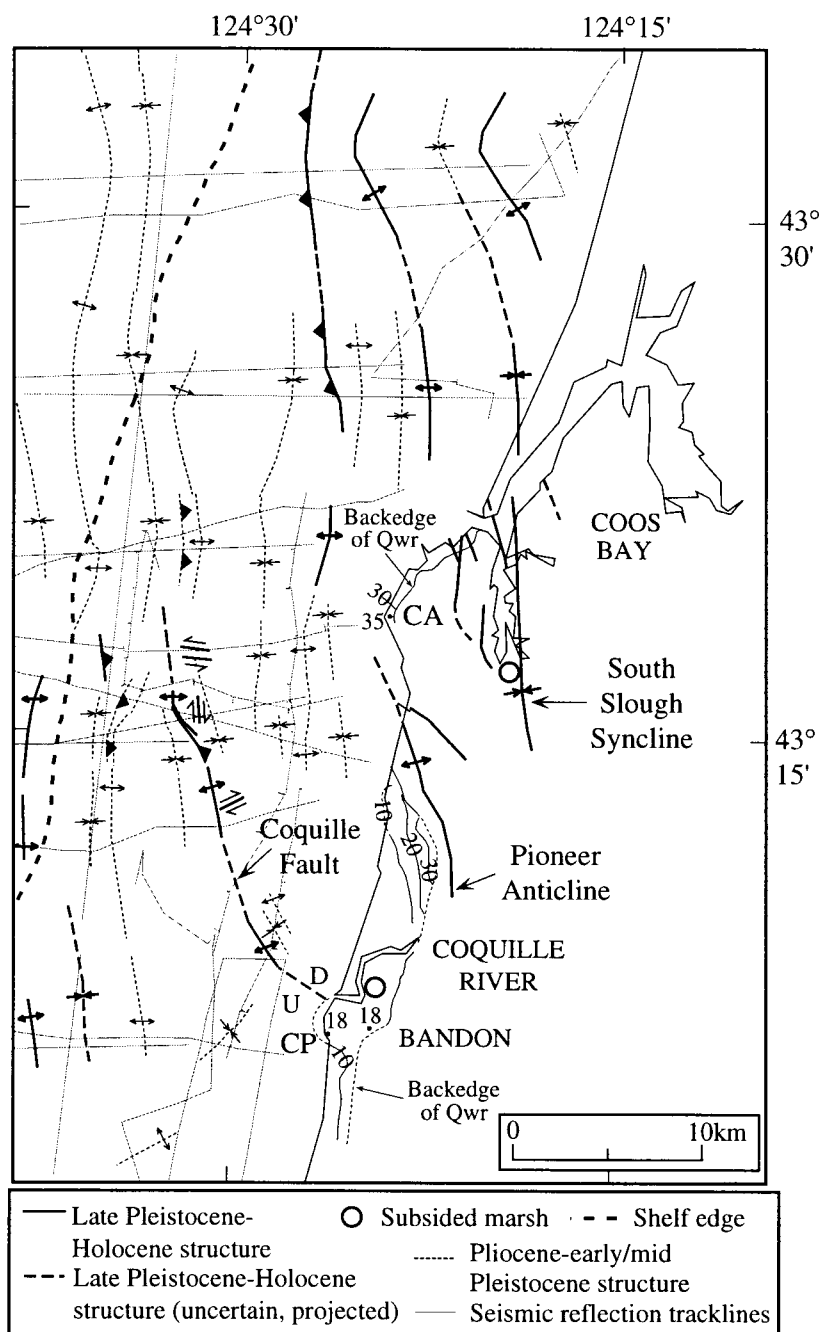 124°30'
124°15'
43°
30'
COOS
BAY
Backedge
of Qwr
30
35
CA
South
Slough
Syncline
43°
15'
10
20
30
Coquille
Fault
Pioneer
Anticline
COQUILLE
RIVER
D
U
18
18
CP
BANDON
10
Backedge
of Qwr
0
10km
Late Pleistocene-
Holocene structure
Late Pleistocene-Holocene
structure (uncertain, projected)
Subsided marsh
Shelf edge
Pliocene-early/mid
Pleistocene structure
Seismic reflection tracklines